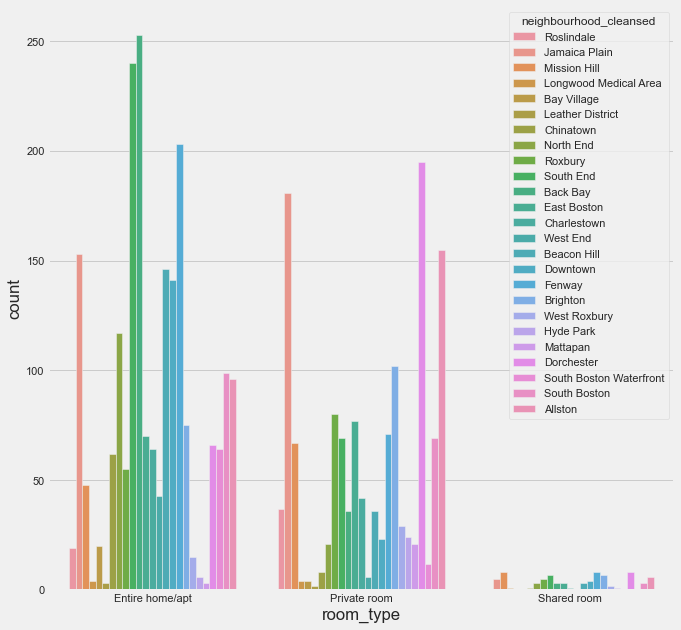 neighbourhood_cleansed
Roslindale
Jamaica Plain
Mission Hill
Longwood Medical Area
Bay Village
Leather District
Chinatown
North End
Roxbury
South End
Back Bay
East Boston
Charlestown
West End
Beacon Hill
Downtown
Fenway
Brighton
West Roxbury
Hyde Park
Mattapan
Dorchester
South Boston Waterfront
South Boston
Allston
250
200
150
100
50
0
count
Entire home/apt Private room Shared room
room_type